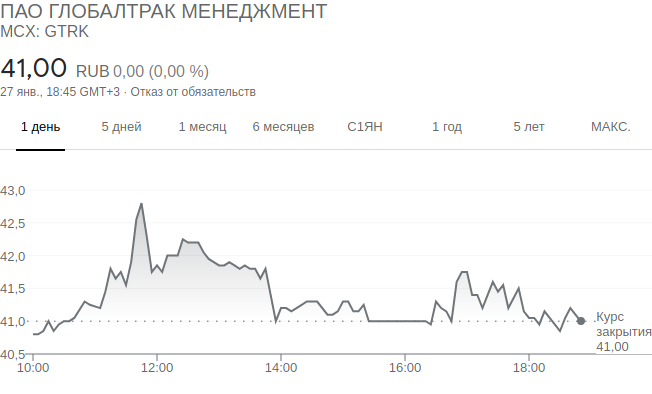 ПАО ГЛОБАЛТРАК МЕНЕДЖМЕНТ
MCX: GTRK
41,00 RUB 0,00 (0,00 %)
27 янв., 18:45 GMT+3 · Отказ от обязательств
1 день 5 дней 1 месяц 6 месяцев С1ЯН 1 год 5 лет МАКС.
43,0
42,5
42,0
41,5
41,0
Курс
закрытия
41,00
40,5
10:00 12:00 14:00 16:00 18:00